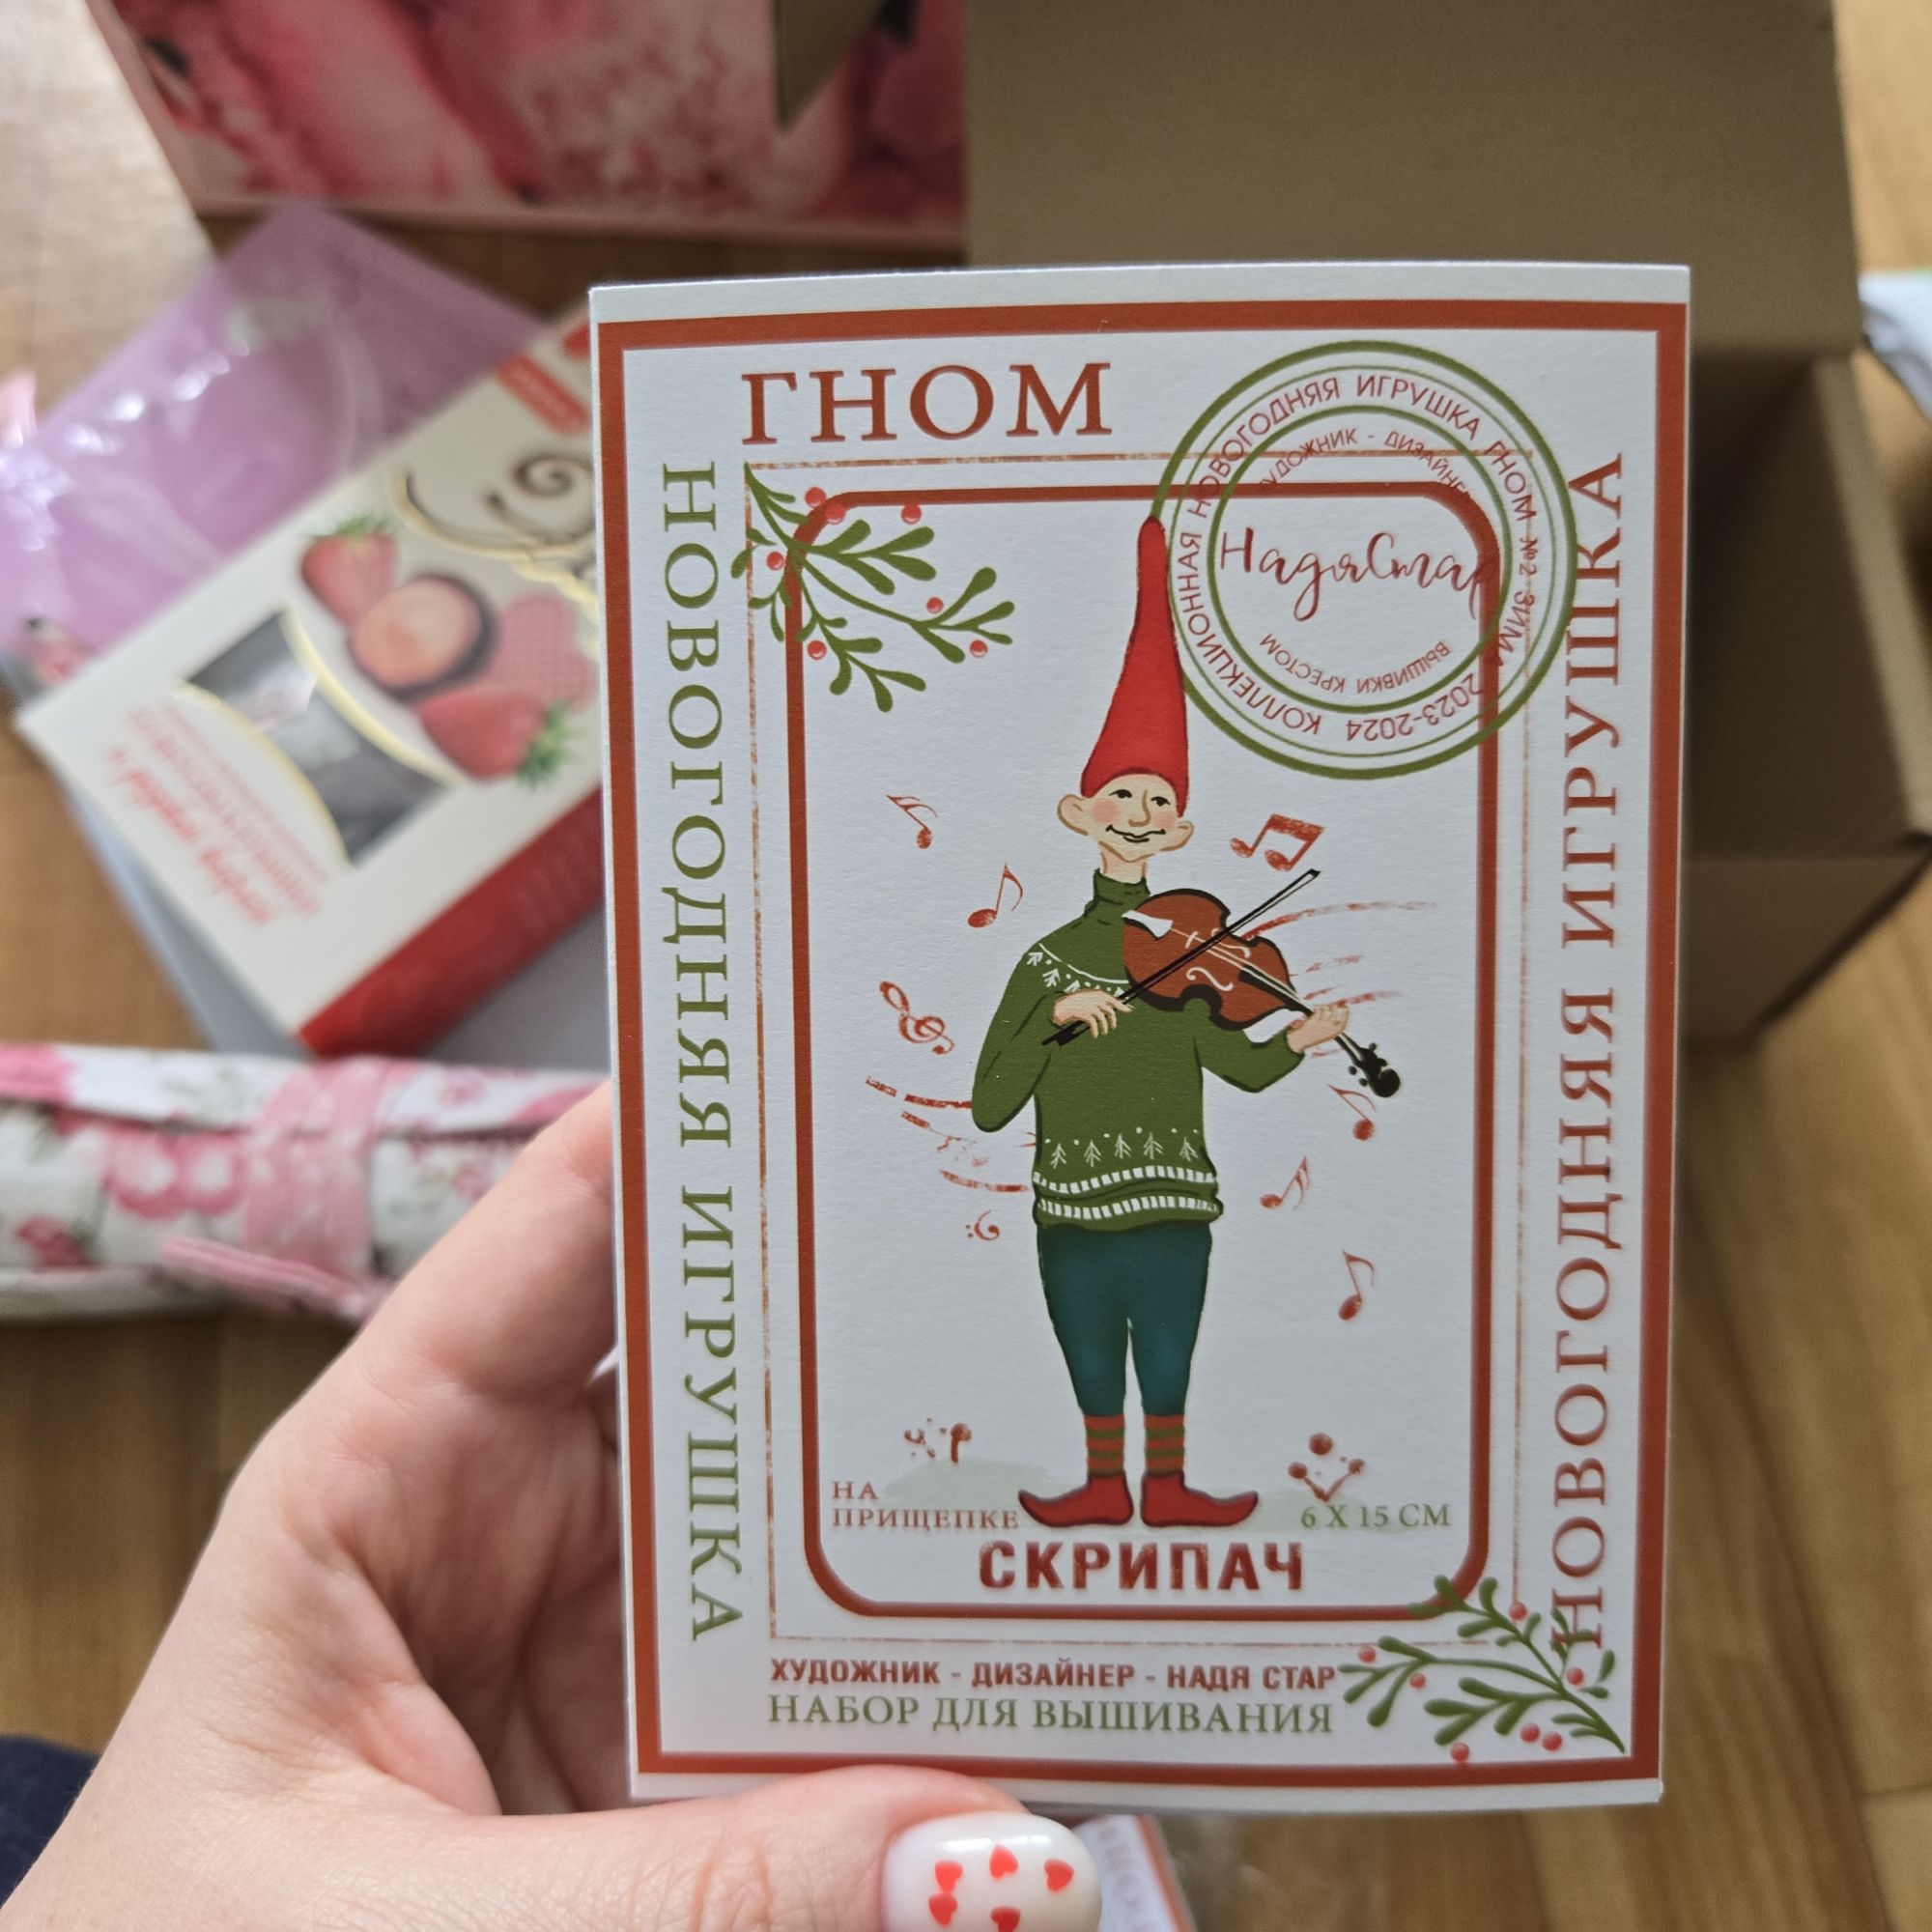 ГНОМ
НОВОГОДНЯЯ ИГРУШКА
НОВОГОДНЯЯ ИГРУШКА
КОЛЛЕКЦИОННАЯ НОВОГОДНЯЯ ИГРУШКА ГНОМ №2 ЗИМА 2023-2024
ХУДОЖНИК - ДИЗАЙНЕР
НадяСтар
ВЫШИВКИ КРЕСТОМ
НА
ПРИЩЕПКЕ
6 Х 15 СМ
СКРИПАЧ
ХУДОЖНИК - ДИЗАЙНЕР - НАДЯ СТАР
НАБОР ДЛЯ ВЫШИВАНИЯ